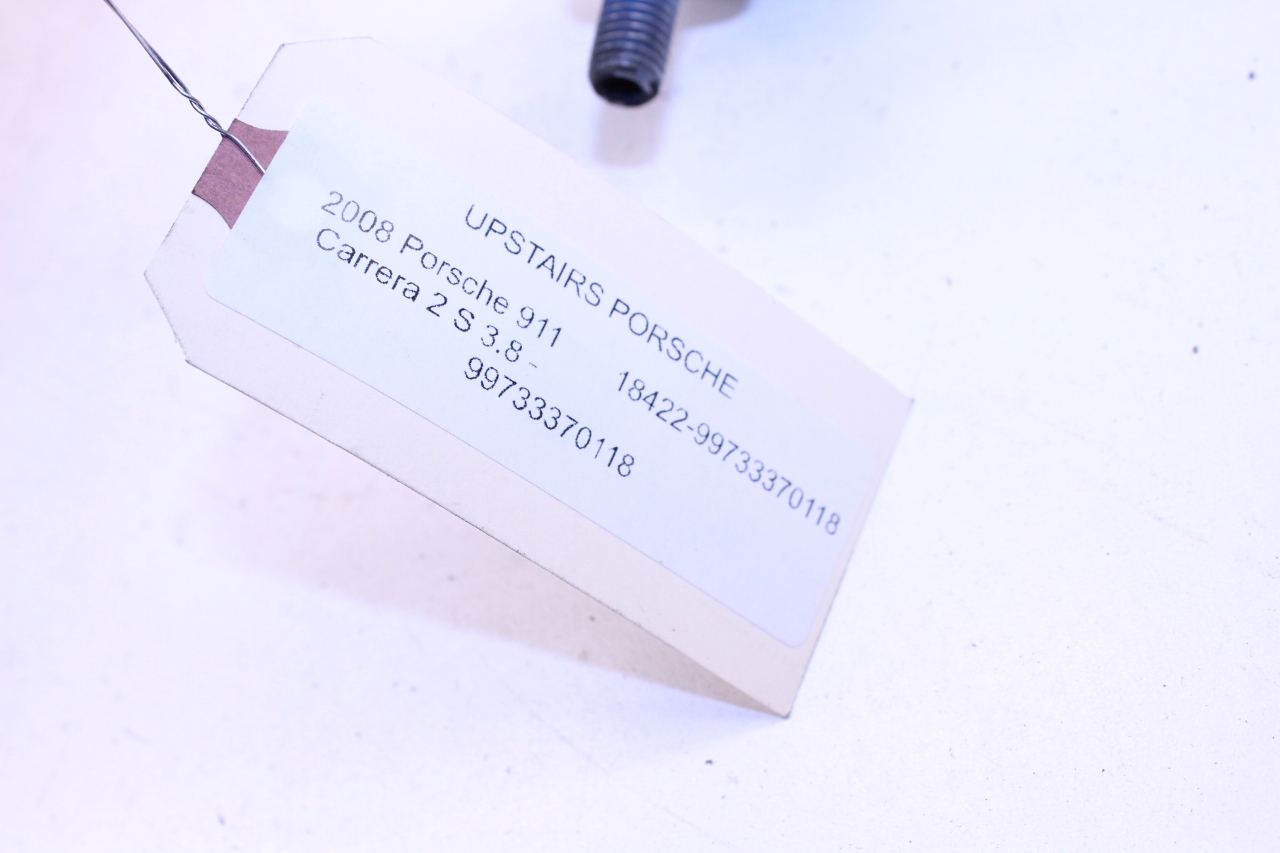 UPSTAIRS PORSCHE
2008 Porsche 911
Carrera 2 S 3.8 -
99733370118
18422-99733370118